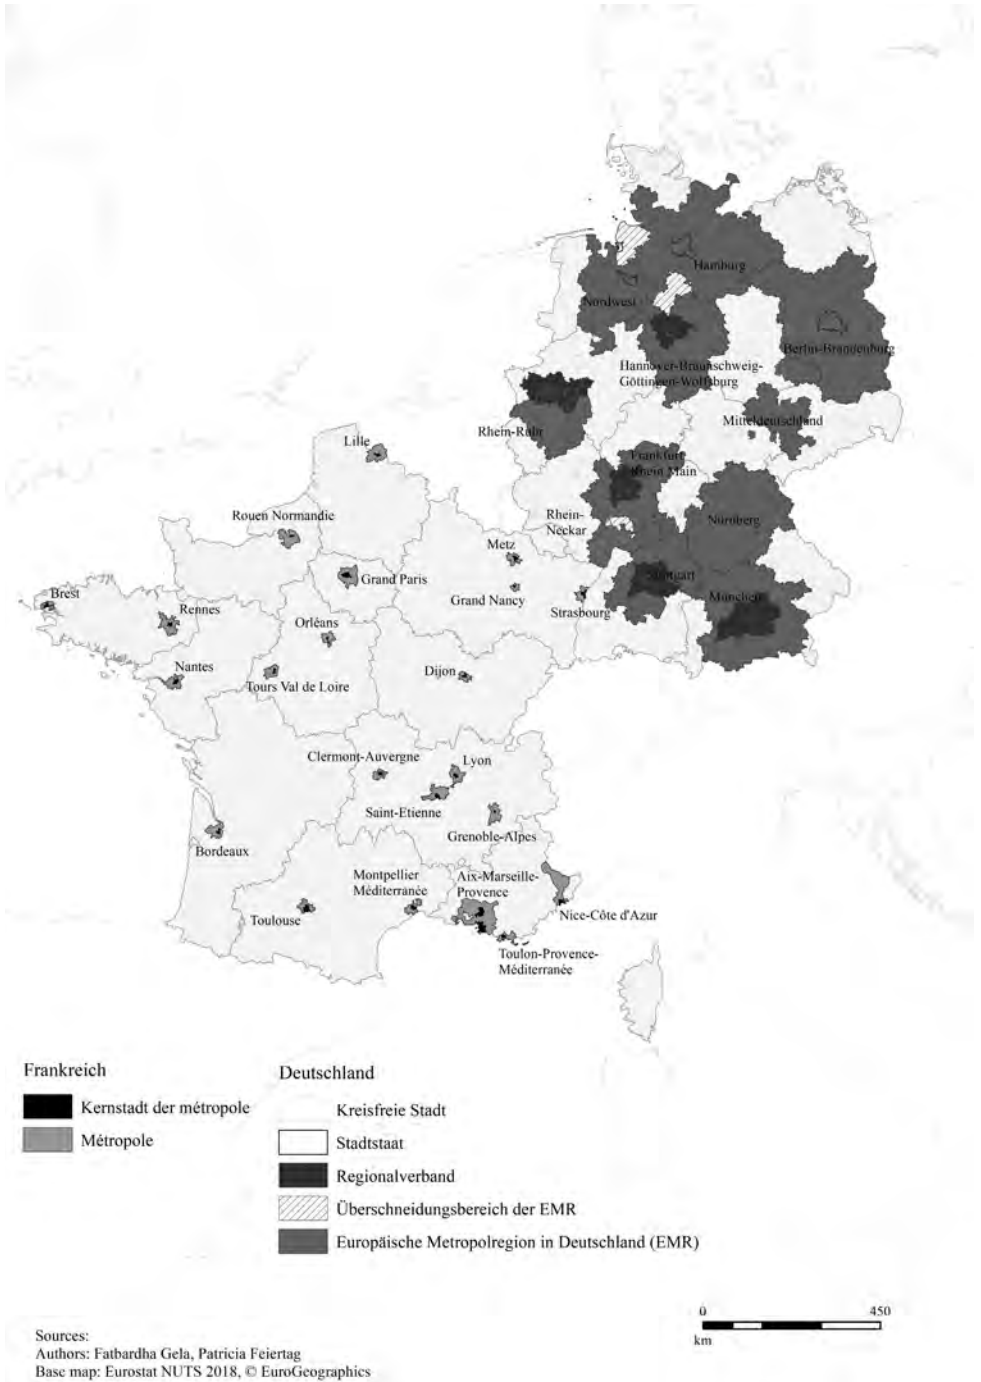 Hamburg
Nordwest
Berlin-Brandenburg
Hannover-Braunschweig-
Göttingen-Wolfsburg
Mitteldeutschland
Rhein-Ruhr
Lille
Frankfurt
Rhein Main
Rouen Normandie
Rhein-
Neckar
Nürnberg
Metz
Grand Paris
Stuttgart
Brest
Grand Nancy
München
Rennes
Strasbourg
Orléans
Nantes
Dijon
Tours Val de Loire
Clermont-Auvergne
Lyon
Saint-Etienne
Grenoble-Alpes
Bordeaux
Montpellier
Méditerranée
Aix-Marseille-
Provence
Toulouse
Nice-Côte d'Azur
Toulon-Provence-
Méditerranée
Frankreich
Kernstadt der métropole
Métropole
Deutschland
Kreisfreie Stadt
Stadtstaat
Regionalverband
Überschneidungsbereich der EMR
Europäische Metropolregion in Deutschland (EMR)
0 450
km
Sources:
Authors: Fatbardha Gela, Patricia Feiertag
Base map: Eurostat NUTS 2018, © EuroGeographics